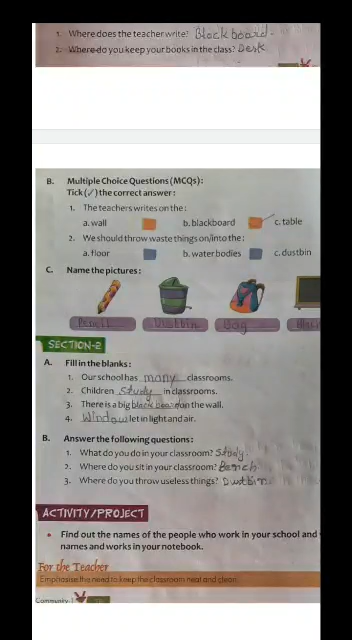 1. Where does the teacher write? Blackboard.
2. Where do you keep your books in the class? Desk
B. Multiple Choice Questions (MCQs):
Tick (✓) the correct answer:
1. The teachers writes on the:
a. wall b. blackboard c. table
2. We should throw waste things on/into the:
a. floor b. water bodies c. dustbin
C. Name the pictures:
Pencil Dustbin Bag
SECTION-2
A. Fill in the blanks:
1. Our school has many classrooms.
2. Children study in classrooms.
3. There is a big black board on the wall.
4. Window let in light and air.
B. Answer the following questions:
1. What do you do in your classroom? Study.
2. Where do you sit in your classroom? Bench.
3. Where do you throw useless things? Dustbin
ACTIVITY/PROJECT
• Find out the names of the people who work in your school and
names and works in your notebook.
For the Teacher
Emphasise the need to keep the classroom neat and clean.
Community